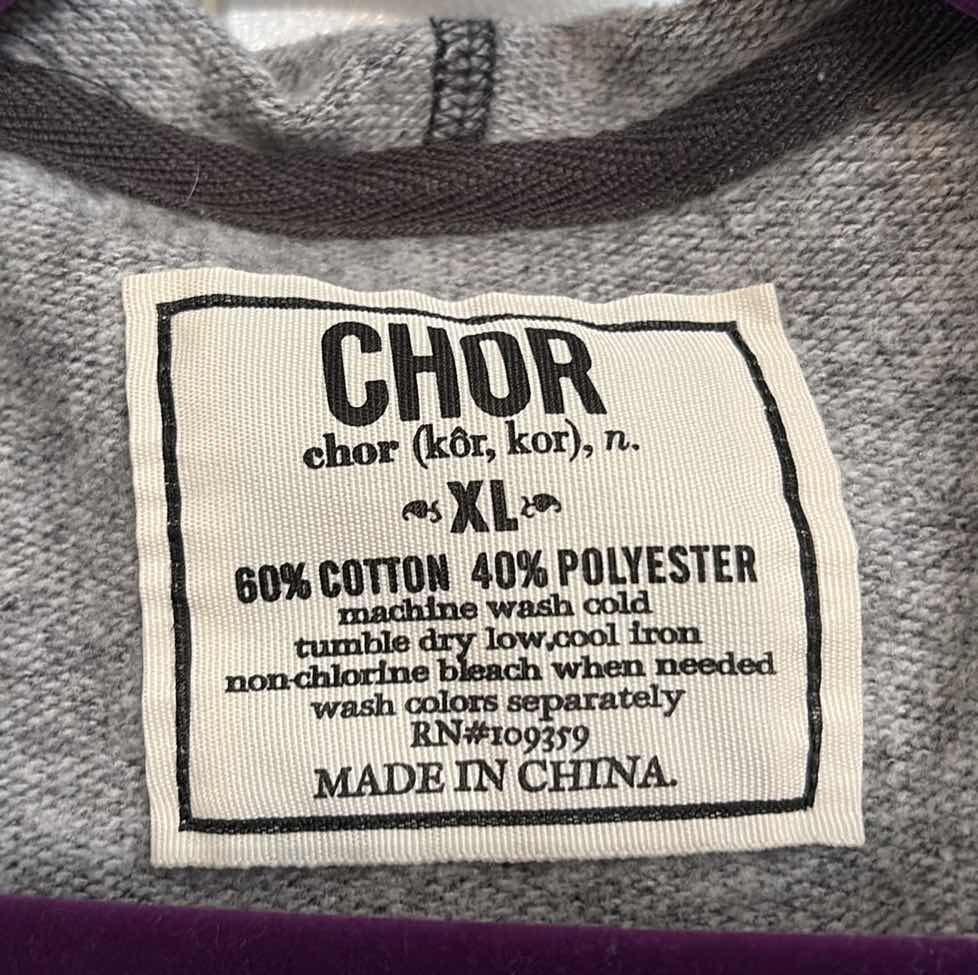 CHOR
chor (kôr, kor), n.
XL
60% COTTON 40% POLYESTER
machine wash cold
tumble dry low,cool iron
non-chlorine bleach when needed
wash colors separately
RN#109359
MADE IN CHINA.